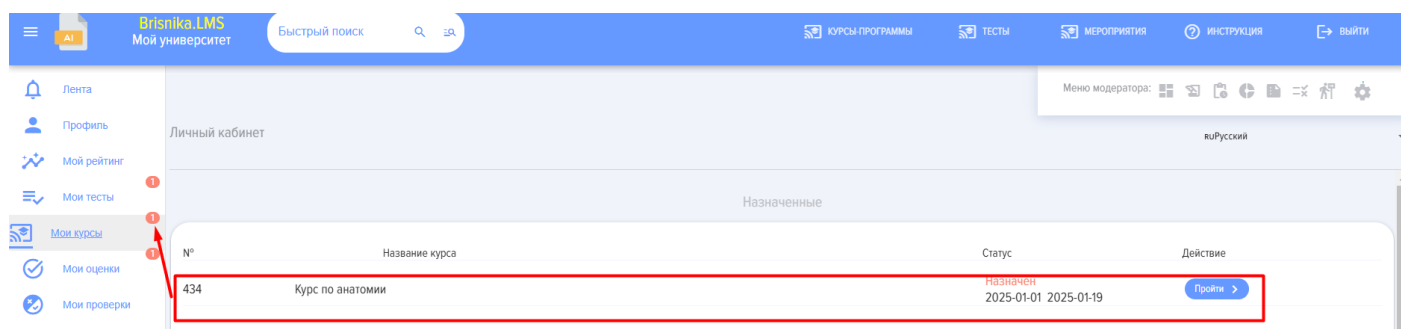 AI
Brisnika.LMS
Мой университет
Быстрый поиск
КУРСЫ-ПРОГРАММЫ
ТЕСТЫ
МЕРОПРИЯТИЯ
ИНСТРУКЦИЯ
ВЫЙТИ
Меню модератора:
Лента
Профиль
Мой рейтинг
1
Мои тесты
1
Мои курсы
1
Мои оценки
Мои проверки
Личный кабинет
RUРусский
Назначенные
№ Название курса Статус Действие
434 Курс по анатомии Назначен Пройти
2025-01-01 2025-01-19